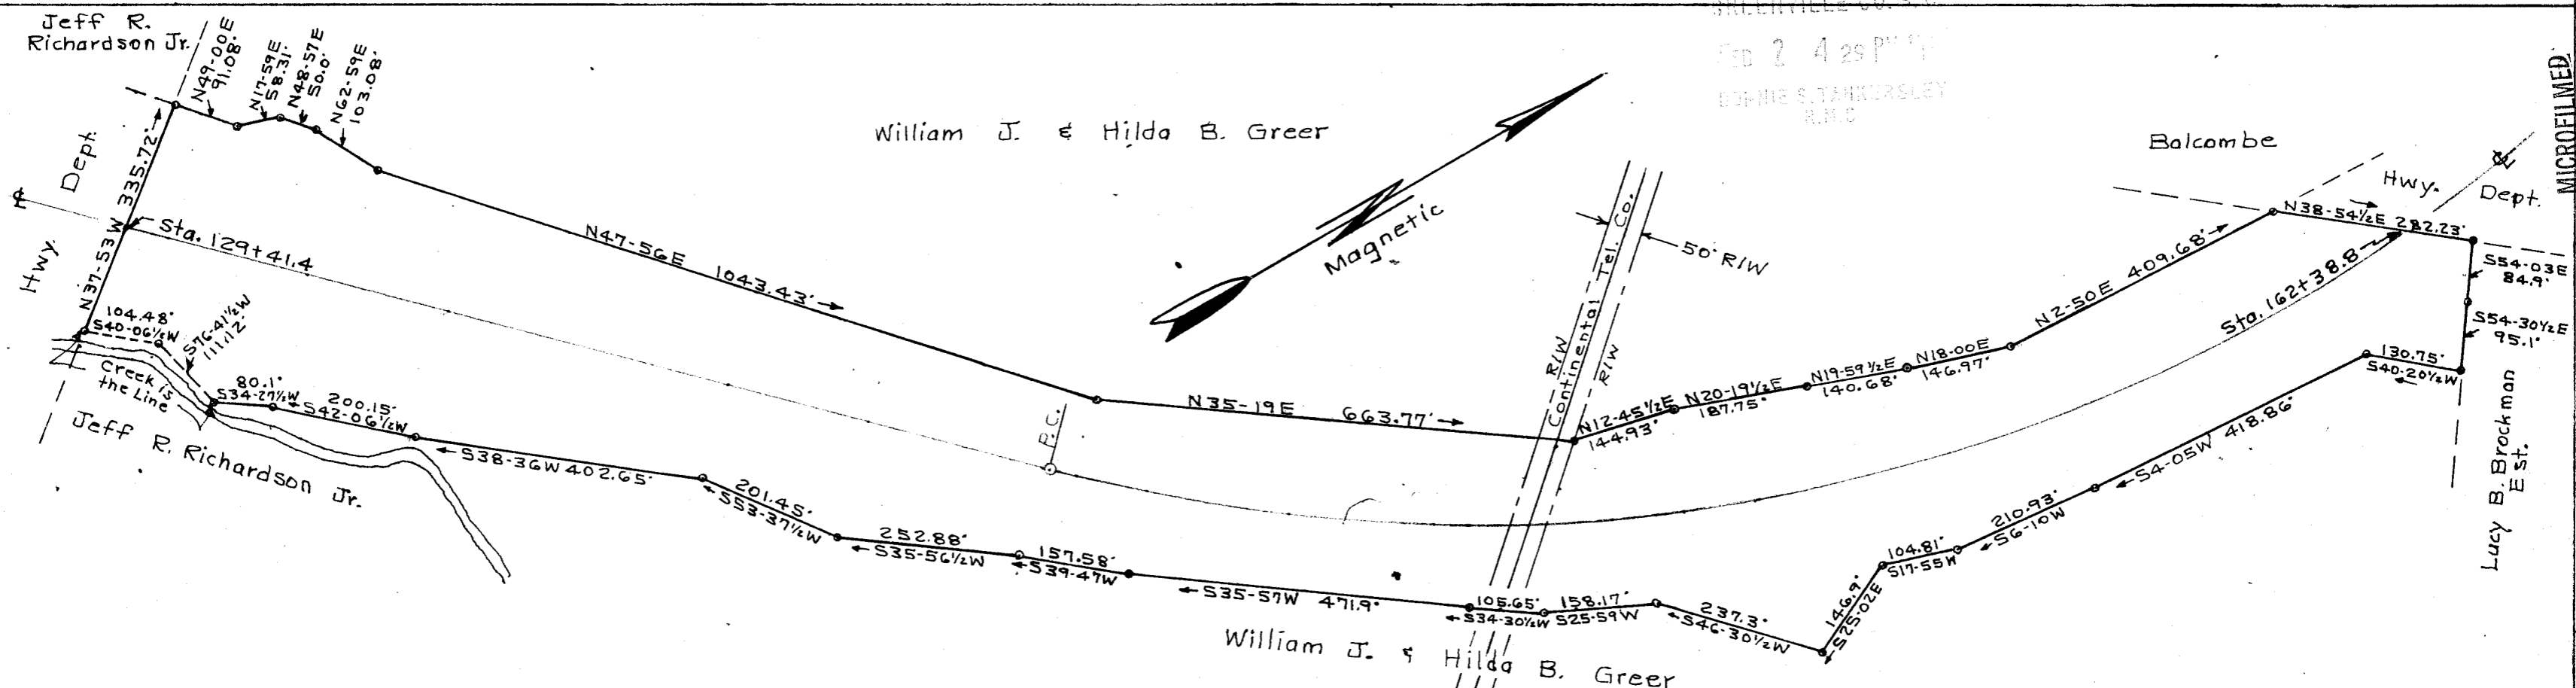 Jeff R.
Richardson Jr.
N49-00E
91.08'
N17-59E
58.31'
N48-57E
50.0'
N62-59E
103.08'
William J. & Hilda B. Greer
GREENVILLE CO. S.C.
2 4 29 P
DONNIE S. TANKERSLEY
R.M.C
MICROFILMED
Balcombe
Hwy. Dept.
Hwy. Dept.
N37-53W 335.72'
Sta. 129+41.4
N47-56E 1043.43'
Magnetic
R/W
Continental Tel. Co.
R/W
50' R/W
N38-54½E 282.23'
S54-03E
84.9'
S54-30½E
95.1'
Sta. 162+38.8
N2-50E 409.68'
N18-00E
146.97'
N19-59½E
140.68'
N20-19½E
187.75'
N12-45½E
144.93'
N35-19E 663.77'
P.C.
104.48'
S40-06½W
S76-41½W
111.12'
Creek is
the Line
80.1'
S34-27½W
200.15'
S42-06½W
Jeff R. Richardson Jr.
S38-36W 402.65'
201.45'
S53-37½W
252.88'
S35-56½W
157.58'
S39-47W
S35-57W 471.9'
105.65'
S34-30½W
158.17'
S25-59W
237.3'
S46-30½W
146.9'
S25-02E
104.81'
S17-55W
210.93'
S6-10W
S4-05W 418.86'
130.75'
S40-20½W
Lucy B. Brockman
Est.
William J. & Hilda B. Greer